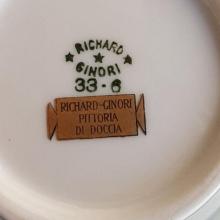 ★ RICHARD ★
★
GINORI
33-6
RICHARD-GINORI
PITTORIA
DI DOCCIA